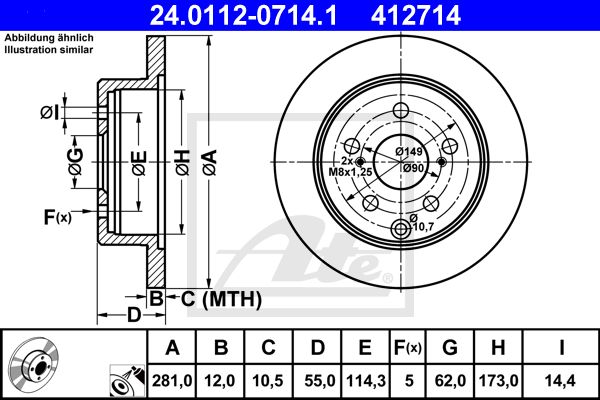 24.0112-0714.1 412714
Abbildung ähnlich
Illustration similar
ØI
ØG
ØE
ØH
ØA
F(x)
B
C (MTH)
D
2x
M8x1,25
Ø149
Ø90
Ø
10,7
Ate
®
A B C D E F(x) G H I
281,0 12,0 10,5 55,0 114,3 5 62,0 173,0 14,4